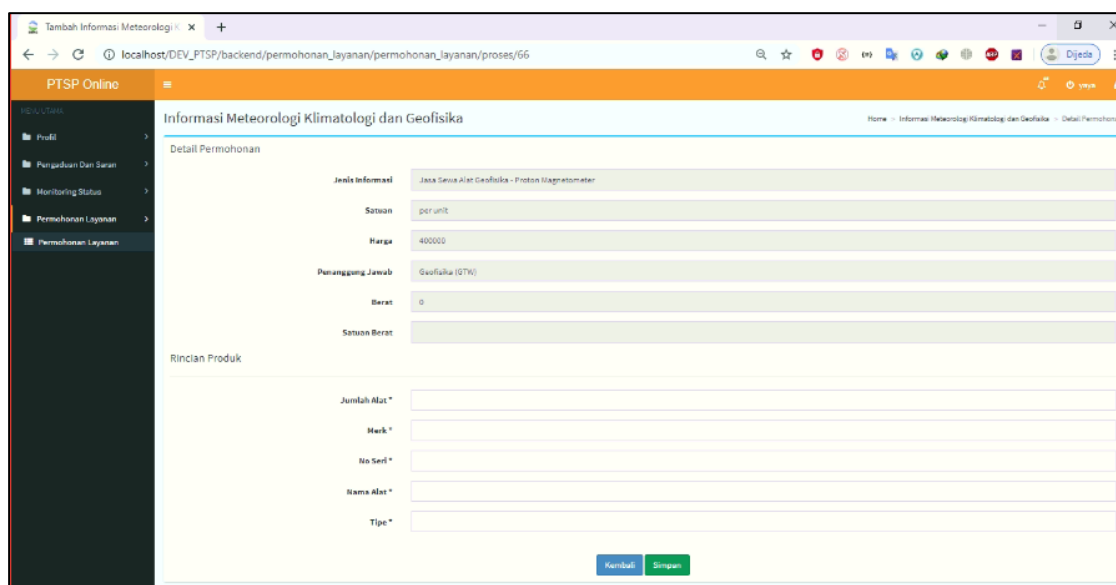 Tambah Informasi Meteorologi K
localhost/DEV_PTSP/backend/permohonan_layanan/permohonan_layanan/proses/66
Dijeda
PTSP Online
yaya
MENU UTAMA
Informasi Meteorologi Klimatologi dan Geofisika
Home > Informasi Meteorologi Klimatologi dan Geofisika > Detail Permohon
Profil
Detail Permohonan
Pengaduan Dan Saran
Jenis Informasi Jasa Sewa Alat Geofisika - Proton Magnetometer
Monitoring Status
Satuan per unit
Permohonan Layanan
Permohonan Layanan
Harga 400000
Penanggung Jawab Geofisika (GTW)
Berat 0
Satuan Berat
Rincian Produk
Jumlah Alat *
Merk *
No Seri *
Nama Alat *
Tipe *
Kembali Simpan